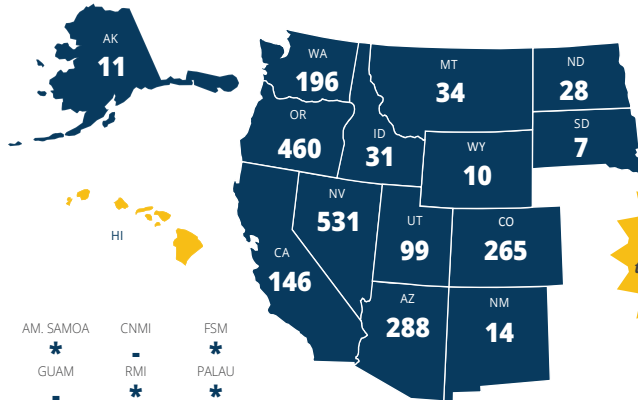 AK
11
WA
196
MT
34
ND
28
OR
460
ID
31
SD
7
WY
10
NV
531
UT
99
CO
265
HI
CA
146
AZ
288
NM
14
AM. SAMOA CNMI FSM
* - *
GUAM RMI PALAU
- * *